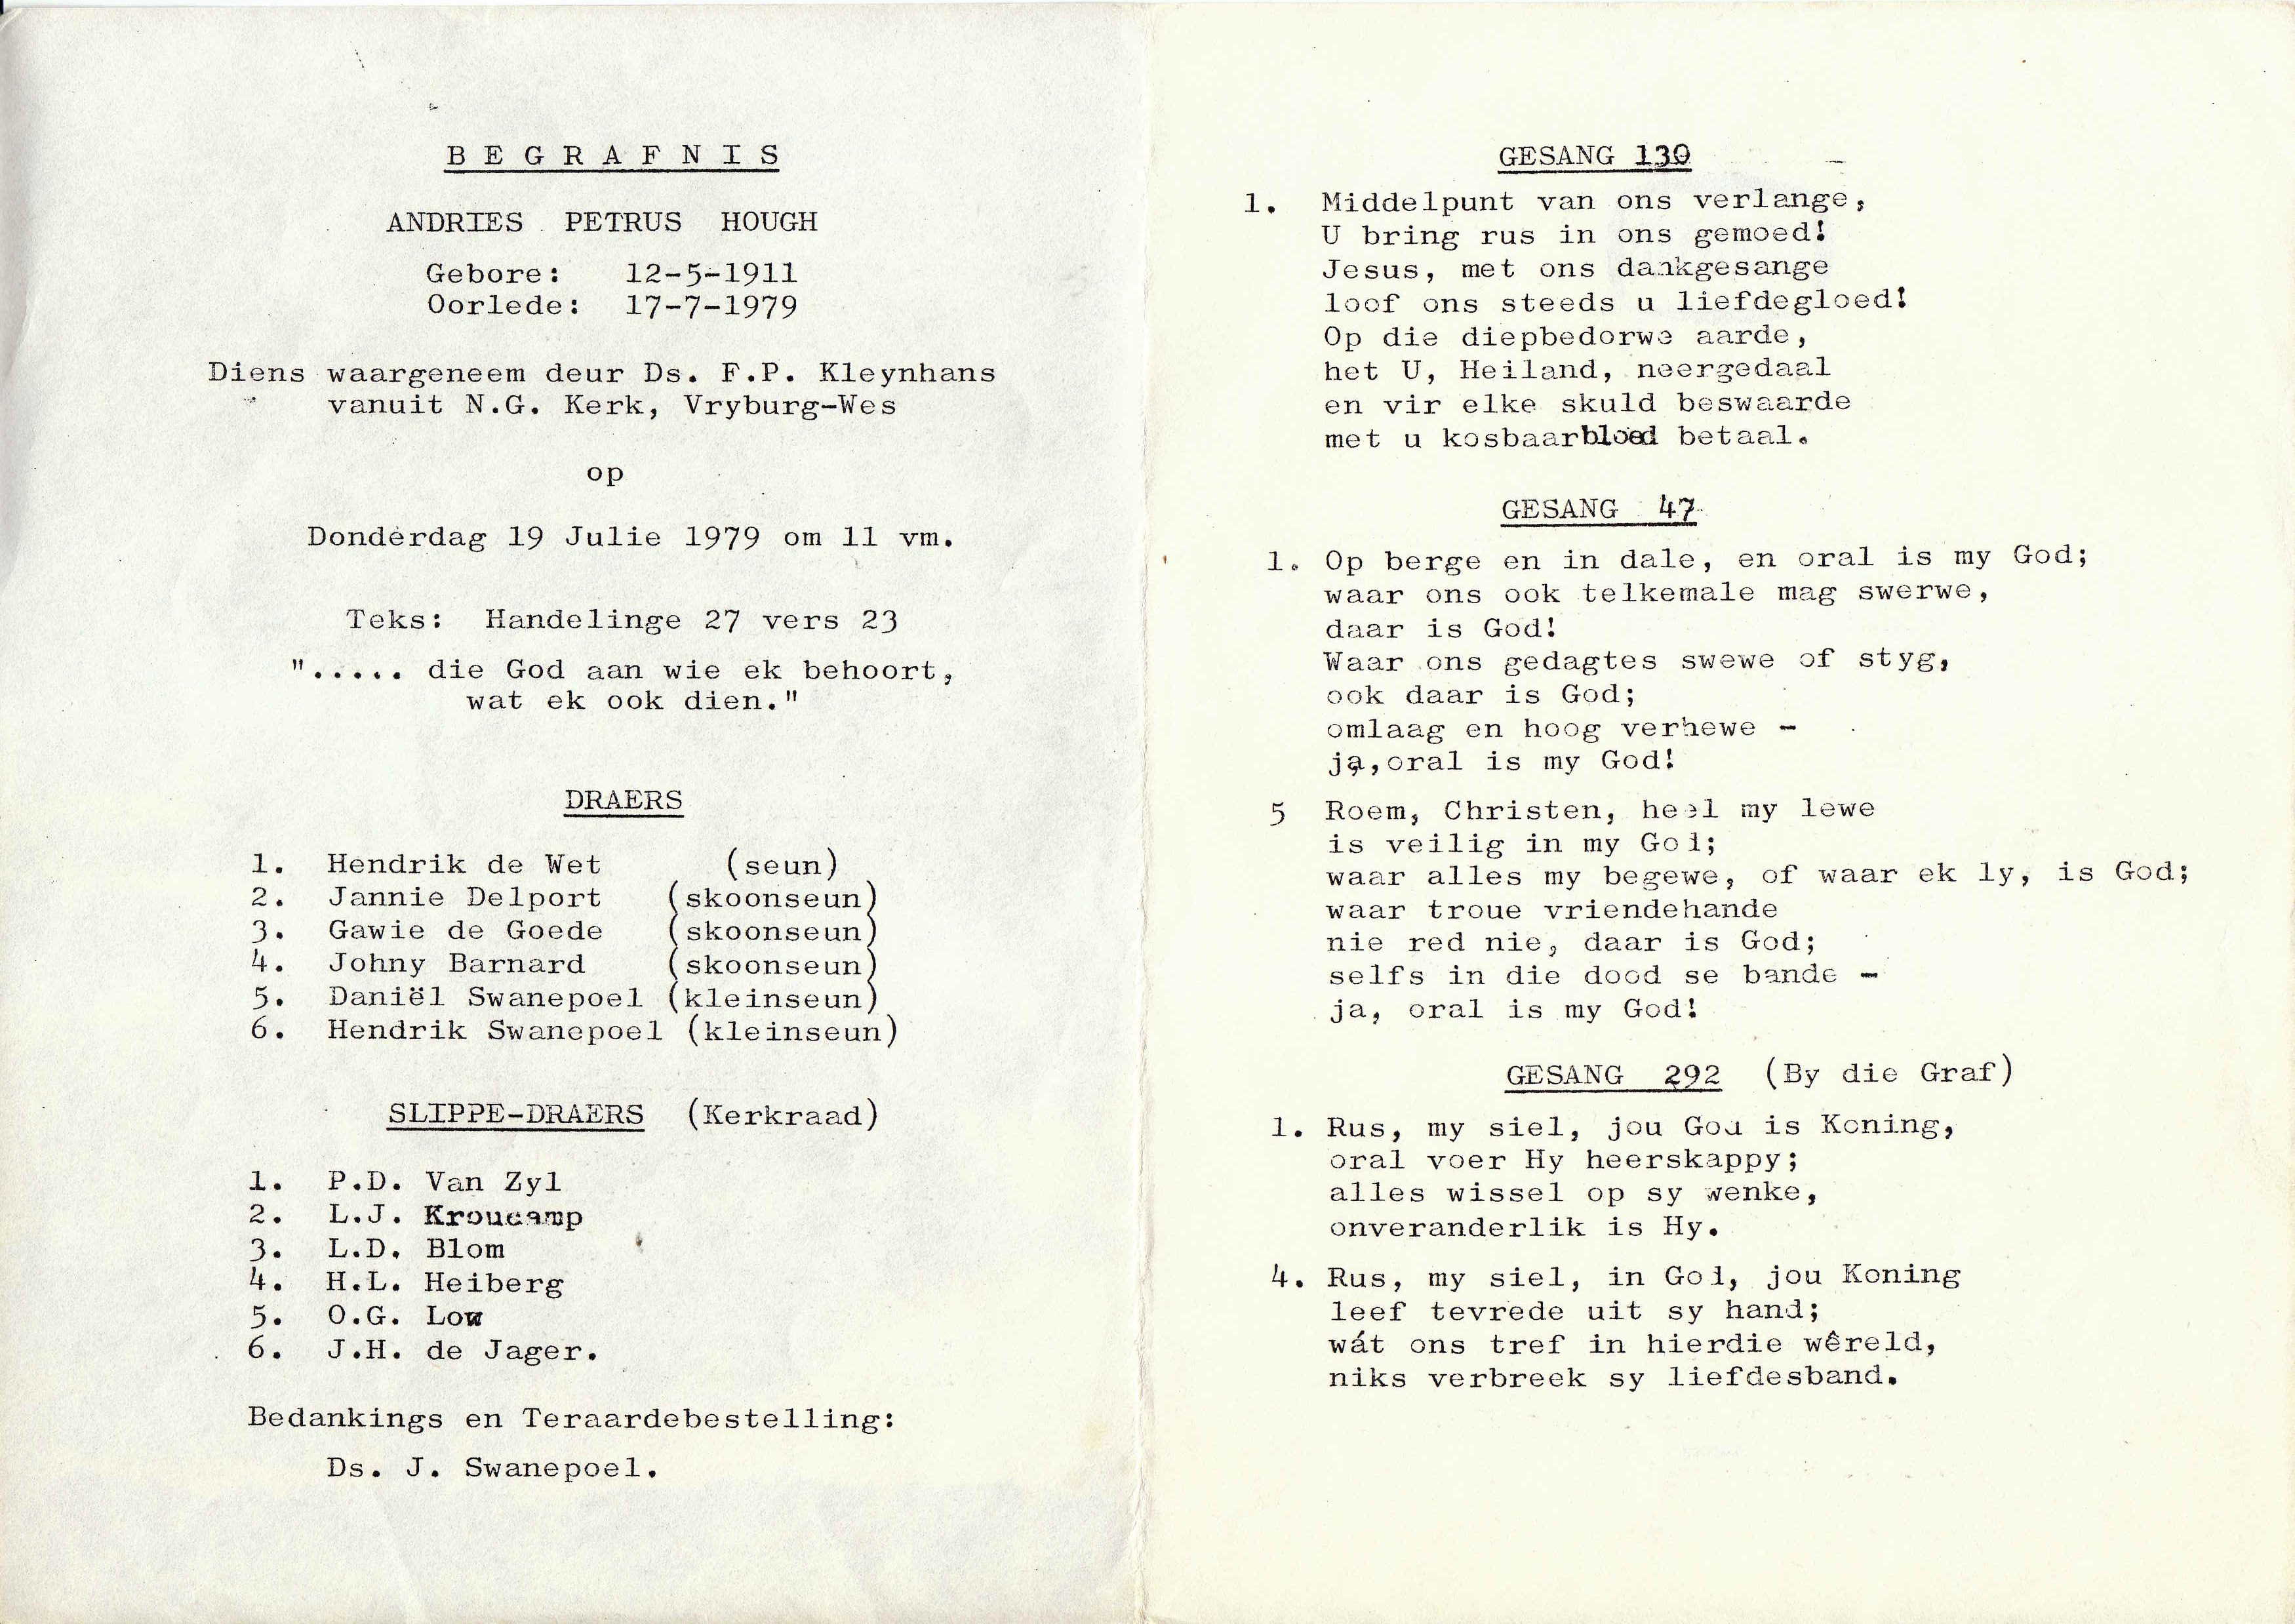 B E G R A F N I S
ANDRIES PETRUS HOUGH
Gebore: 12-5-1911
Oorlede: 17-7-1979
Diens waargeneem deur Ds. F.P. Kleynhans
vanuit N.G. Kerk, Vryburg-Wes
op
Donderdag 19 Julie 1979 om 11 vm.
Teks: Handelinge 27 vers 23
"..... die God aan wie ek behoort,
wat ek ook dien."
DRAERS
1. Hendrik de Wet (seun)
2. Jannie Delport (skoonseun)
3. Gawie de Goede (skoonseun)
4. Johny Barnard (skoonseun)
5. Daniël Swanepoel (kleinseun)
6. Hendrik Swanepoel (kleinseun)
SLIPPE-DRAERS (Kerkraad)
1. P.D. Van Zyl
2. L.J. Kroucamp
3. L.D. Blom
4. H.L. Heiberg
5. O.G. Low
6. J.H. de Jager.
Bedankings en Teraardebestelling:
Ds. J. Swanepoel.
GESANG 130
1. Middelpunt van ons verlange,
U bring rus in ons gemoed!
Jesus, met ons dankgesange
loof ons steeds u liefdegloed!
Op die diepbedorwe aarde,
het U, Heiland, neergedaal
en vir elke skuld beswaarde
met u kosbaarbloed betaal.
GESANG 47
1. Op berge en in dale, en oral is my God;
waar ons ook telkemale mag swerwe,
daar is God!
Waar ons gedagtes swewe of styg,
ook daar is God;
omlaag en hoog verhewe -
ja,oral is my God!
5 Roem, Christen, heel my lewe
is veilig in my God;
waar alles my begewe, of waar ek ly, is God;
waar troue vriendehande
nie red nie, daar is God;
selfs in die dood se bande -
ja, oral is my God!
GESANG 292 (By die Graf)
1. Rus, my siel, jou God is Koning,
oral voer Hy heerskappy;
alles wissel op sy wenke,
onveranderlik is Hy.
4. Rus, my siel, in God, jou Koning
leef tevrede uit sy hand;
wát ons tref in hierdie wêreld,
niks verbreek sy liefdesband.